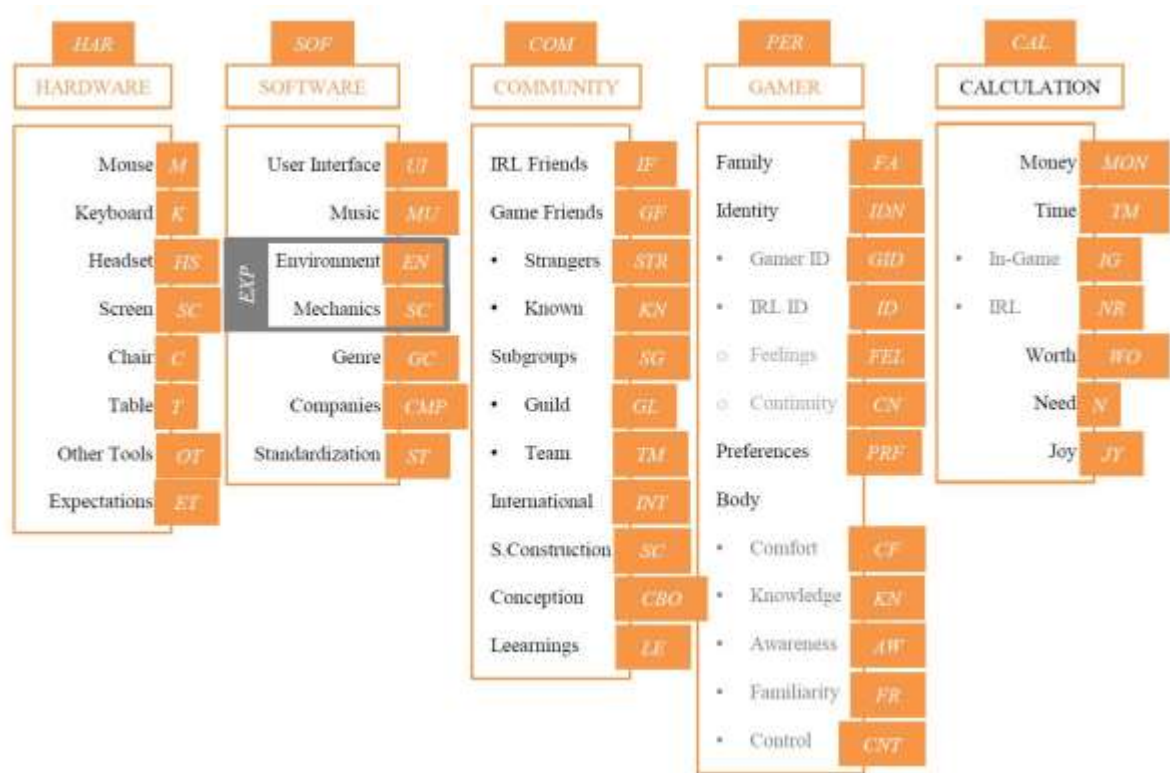 HAR
HARDWARE
Mouse M
Keyboard K
Headset HS
Screen SC
Chair C
Table T
Other Tools OT
Expectations ET
SOF
SOFTWARE
User Interface UI
Music MU
EXP
Environment EN
Mechanics SC
Genre GC
Companies CMP
Standardization ST
COM
COMMUNITY
IRL Friends IF
Game Friends GF
• Strangers STR
• Known KN
Subgroups SG
• Guild GL
• Team TM
International INT
S.Construction SC
Conception CBO
Leearnings LE
PER
GAMER
Family FA
Identity IDN
• Gamer ID GID
• IRL ID ID
o Feelings FEL
o Continuity CN
Preferences PRF
Body
• Comfort CF
• Knowledge KN
• Awareness AW
• Familiarity FR
• Control CNT
CAL
CALCULATION
Money MON
Time TM
• In-Game IG
• IRL NR
Worth WO
Need N
Joy JY